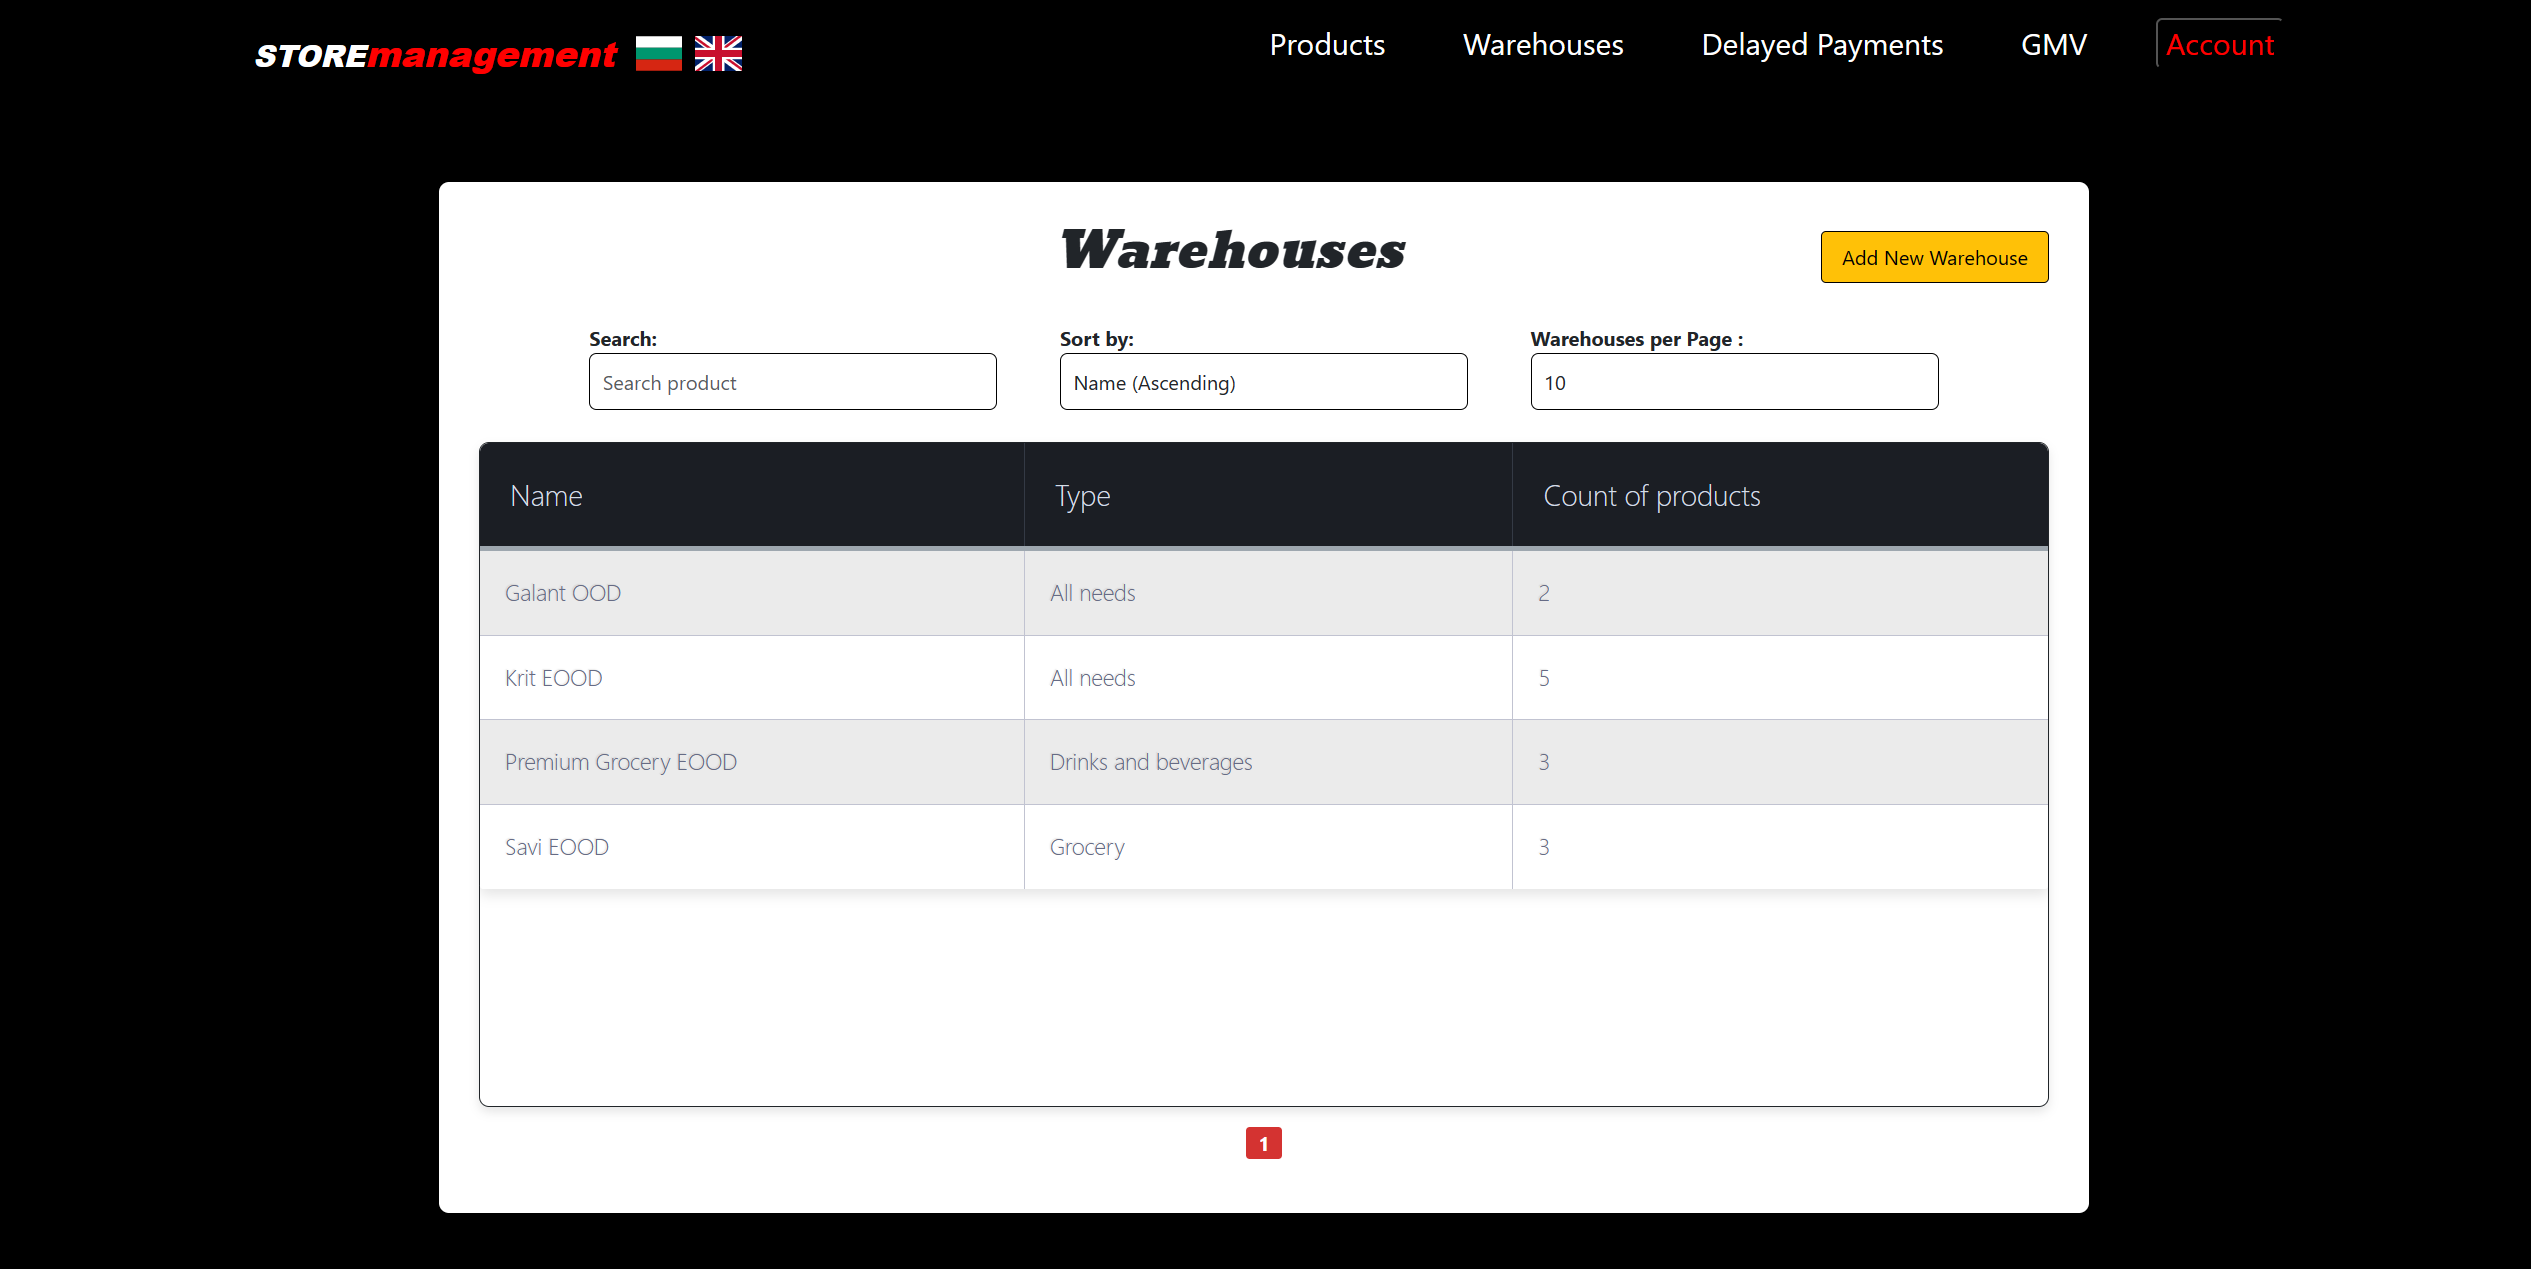 STOREmanagement
Products Warehouses Delayed Payments GMV Account
Warehouses
Add New Warehouse
Search: Sort by: Warehouses per Page :
Search product Name (Ascending) 10
Name Type Count of products
Galant OOD All needs 2
Krit EOOD All needs 5
Premium Grocery EOOD Drinks and beverages 3
Savi EOOD Grocery 3
1